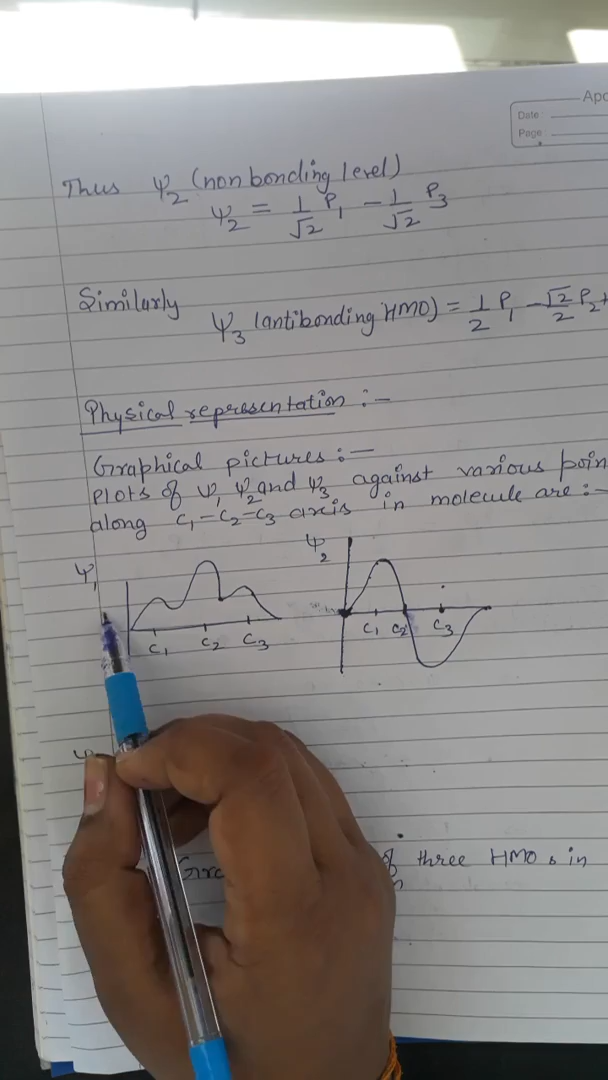 Apo
Date:
Page:
Thus ψ₂ (non bonding level)
ψ₂ = 1/√2 P₁ - 1/√2 P₃
Similarly
ψ₃ (antibonding HMO) = 1/2 P₁ - √2/2 P₂ +
Physical representation :-
Graphical pictures :-
Plots of ψ₁ ψ₂ and ψ₃ against various poin
along C₁-C₂-C₃ axis in molecule are :-
ψ₁
ψ₂
C₁ C₂ C₃
C₁ C₂ C₃
Gra
of three HMOs in